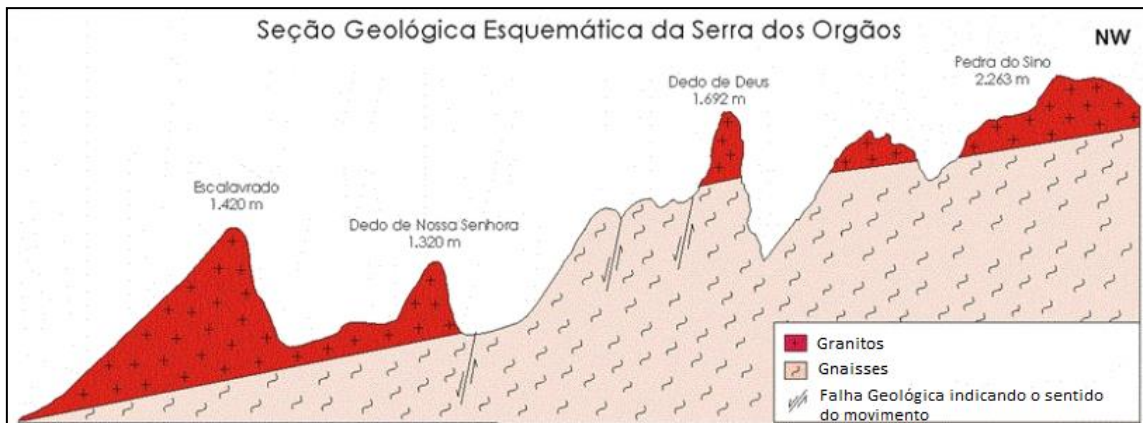 Seção Geológica Esquemática da Serra dos Orgãos
NW
Pedra do Sino
2.263 m
Dedo de Deus
1.692 m
Escalavrado
1.420 m
Dedo de Nossa Senhora
1.320 m
Granitos
Gnaisses
Falha Geológica indicando o sentido
do movimento